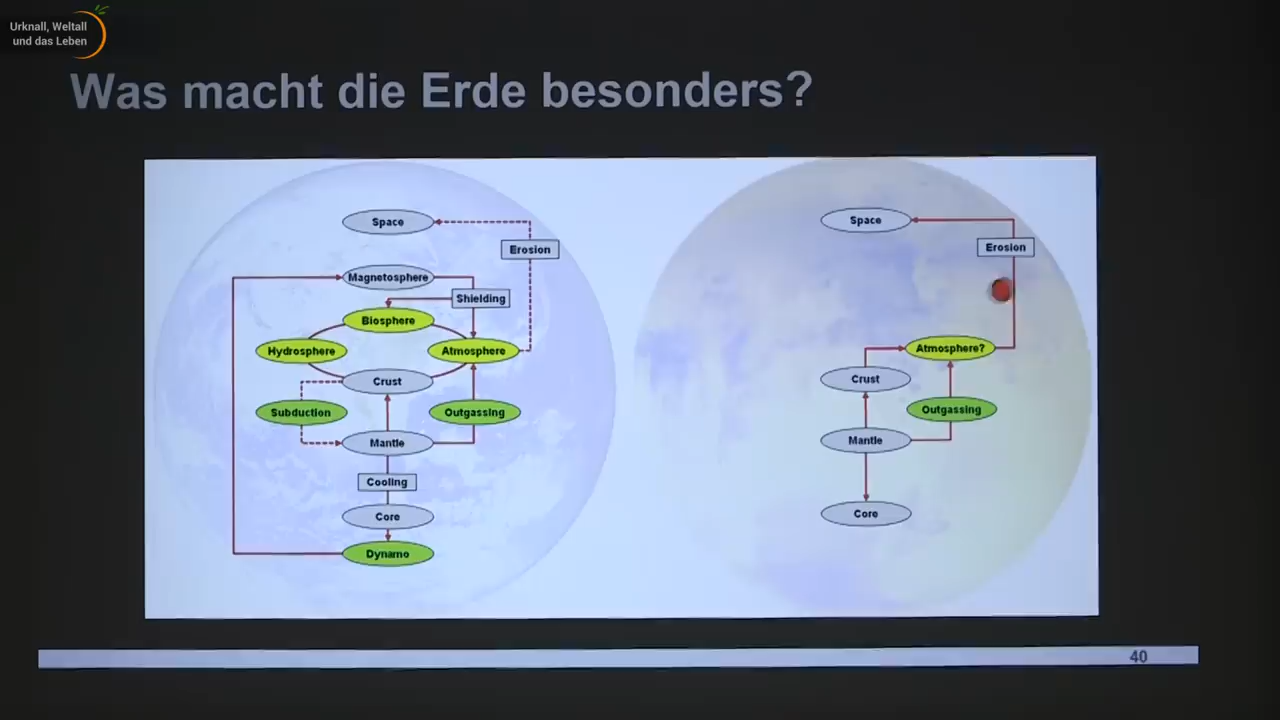 Urknall, Weltall
und das Leben
Was macht die Erde besonders?
Space
Erosion
Magnetosphere
Shielding
Biosphere
Hydrosphere
Atmosphere
Crust
Subduction
Outgassing
Mantle
Cooling
Core
Dynamo
Space
Erosion
Atmosphere?
Crust
Outgassing
Mantle
Core
40